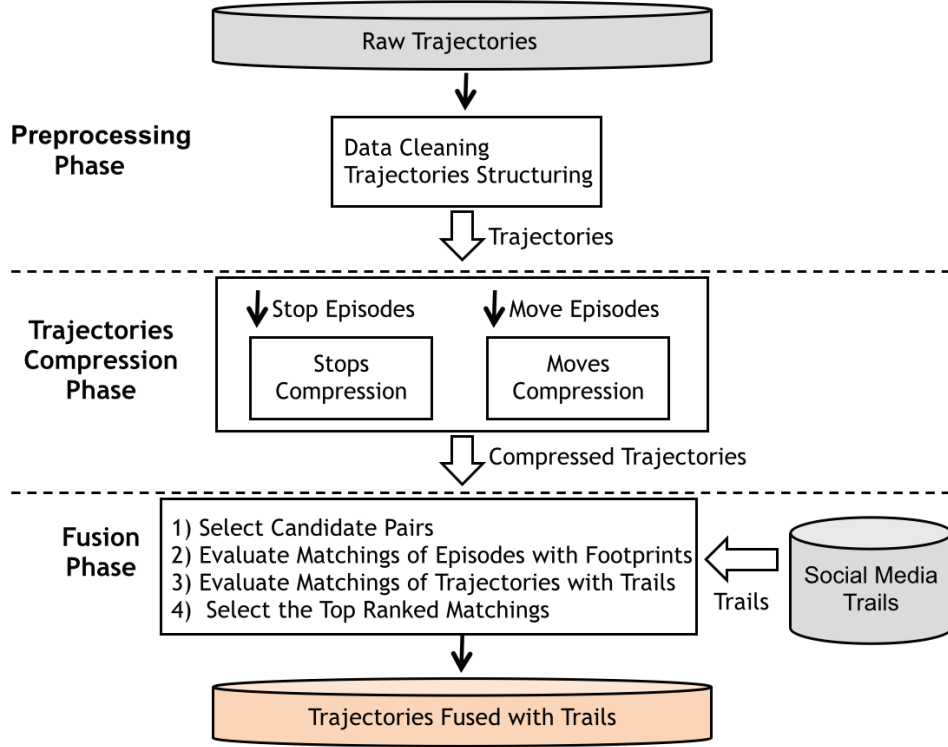 Raw Trajectories
Preprocessing
Phase
Data Cleaning
Trajectories Structuring
Trajectories
Trajectories
Compression
Phase
Stop Episodes
Move Episodes
Stops
Compression
Moves
Compression
Compressed Trajectories
Fusion
Phase
1) Select Candidate Pairs
2) Evaluate Matchings of Episodes with Footprints
3) Evaluate Matchings of Trajectories with Trails
4) Select the Top Ranked Matchings
Trails
Social Media
Trails
Trajectories Fused with Trails